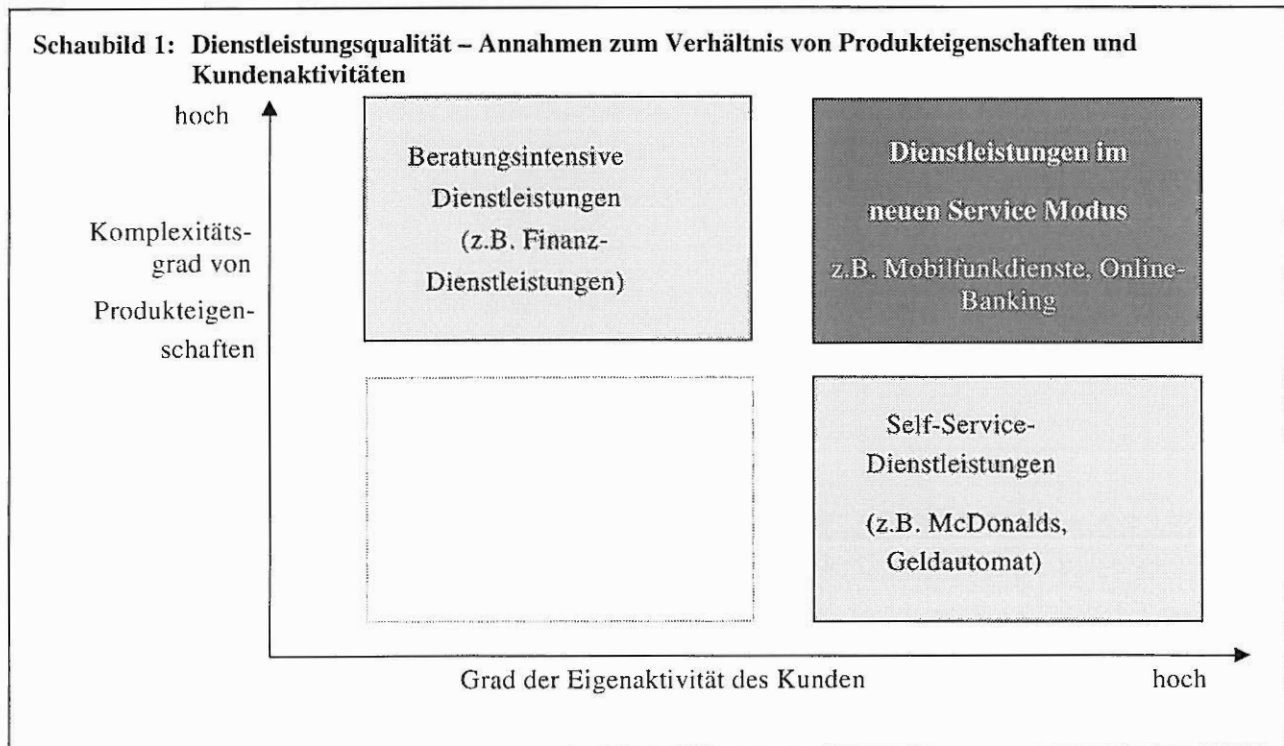 Schaubild 1: Dienstleistungsqualität – Annahmen zum Verhältnis von Produkteigenschaften und
Kundenaktivitäten
hoch
Komplexitäts-
grad von
Produkteigen-
schaften
Beratungsintensive
Dienstleistungen
(z.B. Finanz-
Dienstleistungen)
Dienstleistungen im
neuen Service Modus
z.B. Mobilfunkdienste, Online-
Banking
Self-Service-
Dienstleistungen
(z.B. McDonalds,
Geldautomat)
Grad der Eigenaktivität des Kunden
hoch